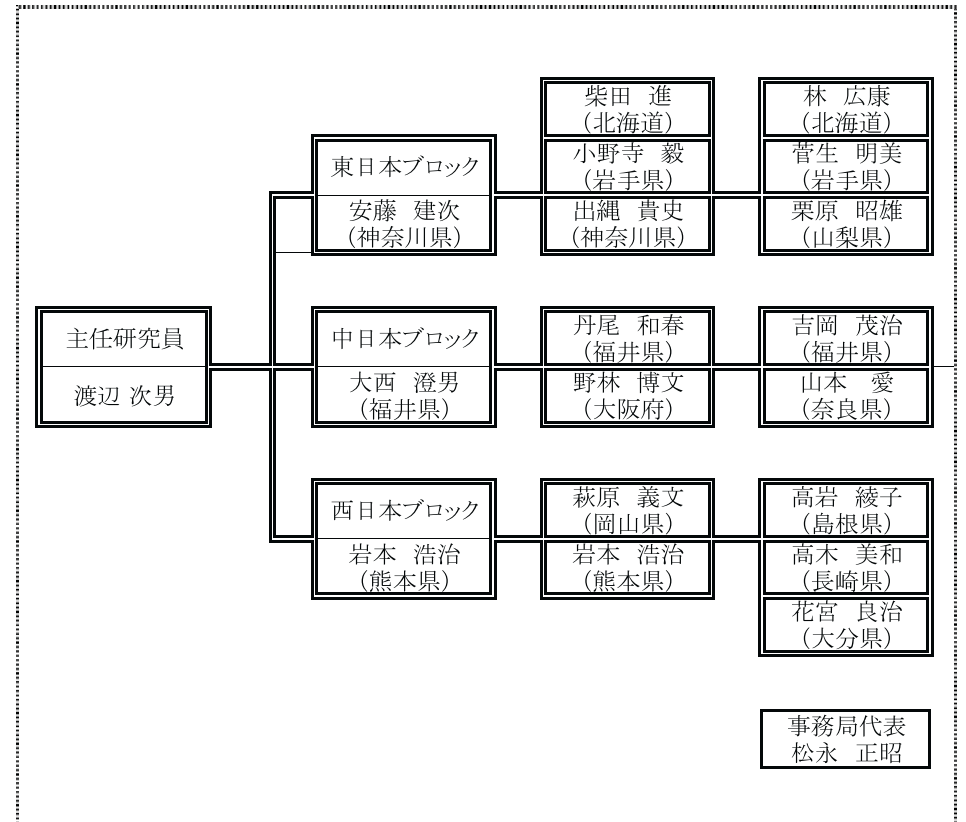 柴田　進
（北海道）
林　広康
（北海道）
東日本ブロック
小野寺　毅
（岩手県）
菅生　明美
（岩手県）
安藤　建次
（神奈川県）
出縄　貴史
（神奈川県）
栗原　昭雄
（山梨県）
主任研究員
渡辺 次男
中日本ブロック
大西　澄男
（福井県）
丹尾　和春
（福井県）
野林　博文
（大阪府）
吉岡　茂治
（福井県）
山本　愛
（奈良県）
西日本ブロック
岩本　浩治
（熊本県）
萩原　義文
（岡山県）
岩本　浩治
（熊本県）
高岩　綾子
（島根県）
高木　美和
（長崎県）
花宮　良治
（大分県）
事務局代表
松永　正昭